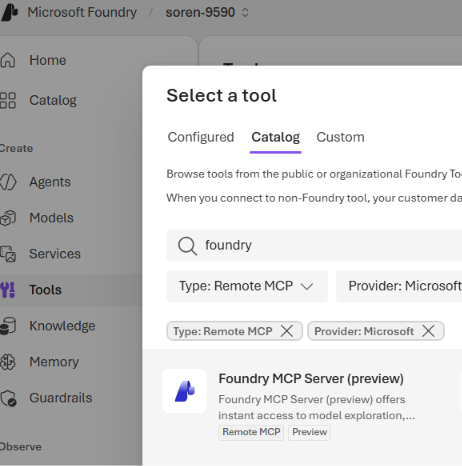 Microsoft Foundry / soren-9590
Home
Catalog
Create
Agents
Models
Services
Tools
Knowledge
Memory
Guardrails
Observe
Select a tool
Configured Catalog Custom
Browse tools from the public or organizational Foundry To
When you connect to non-Foundry tool, your customer da
foundry
Type: Remote MCP Provider: Microsoft
Type: Remote MCP Provider: Microsoft
Foundry MCP Server (preview)
Foundry MCP Server (preview) offers
instant access to model exploration,...
Remote MCP Preview